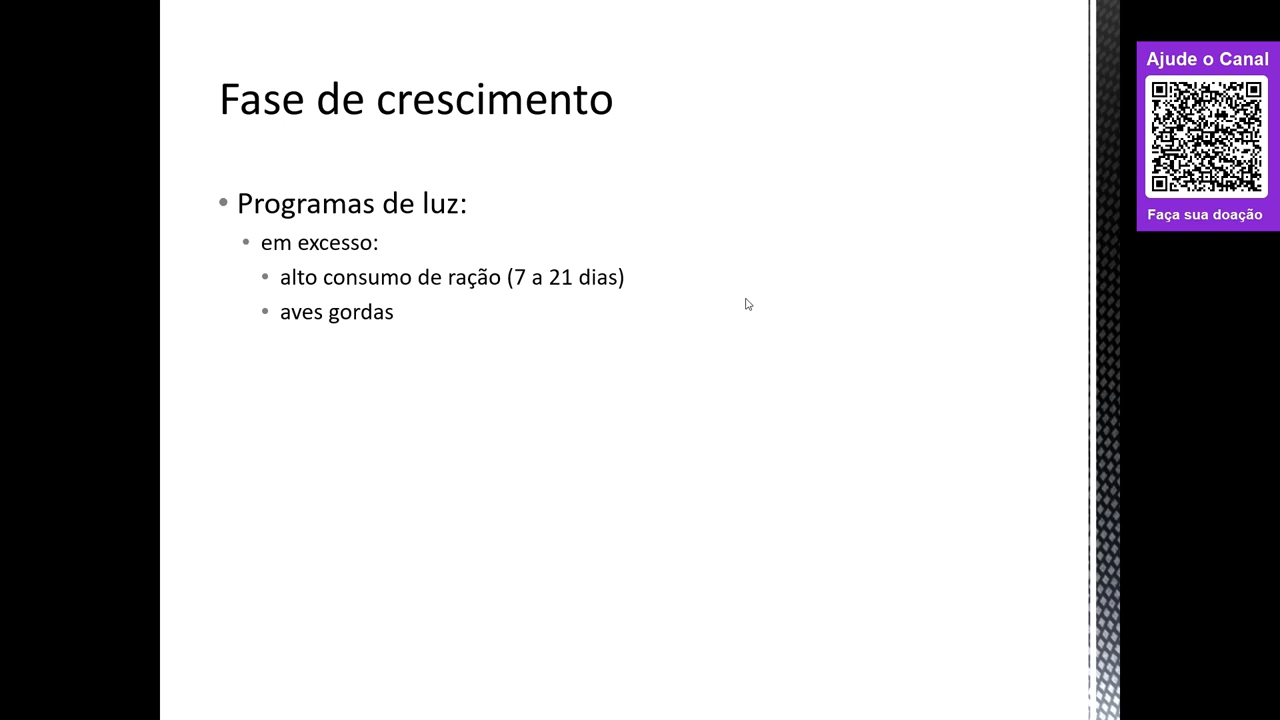 Fase de crescimento
• Programas de luz:
• em excesso:
• alto consumo de ração (7 a 21 dias)
• aves gordas
Ajude o Canal
Faça sua doação